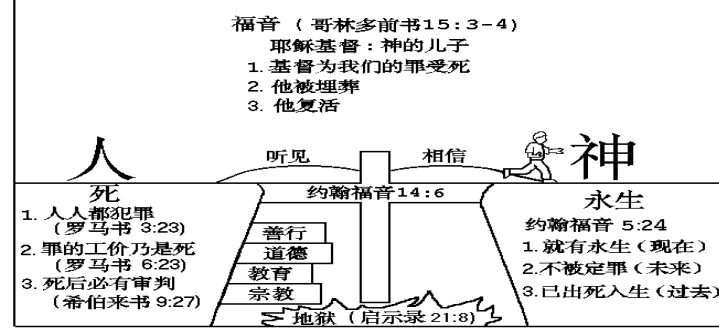 福音（哥林多前书15：3-4）
耶稣基督：神的儿子
1. 基督为我们的罪受死
2. 他被埋葬
3. 他复活
人
听见
相信
神
死
1. 人人都犯罪
（罗马书 3:23)
2. 罪的工价乃是死
（罗马书 6:23)
3. 死后必有审判
（希伯来书 9:27)
约翰福音14:6
善行
道德
教育
宗教
地狱（启示录 21:8)
永生
约翰福音 5:24
1. 就有永生（现在）
2. 不被定罪（未来）
3. 已出死入生（过去）